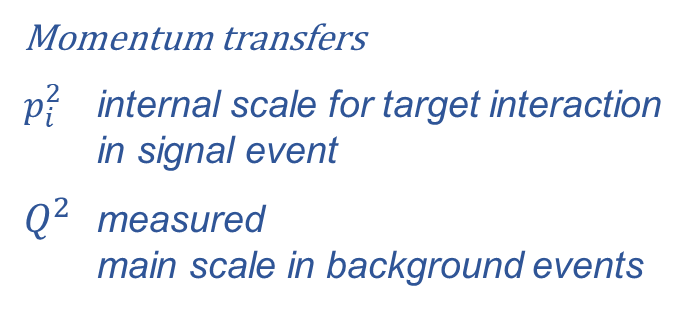 Momentum transfers
p_i^2 internal scale for target interaction
in signal event
Q^2 measured
main scale in background events